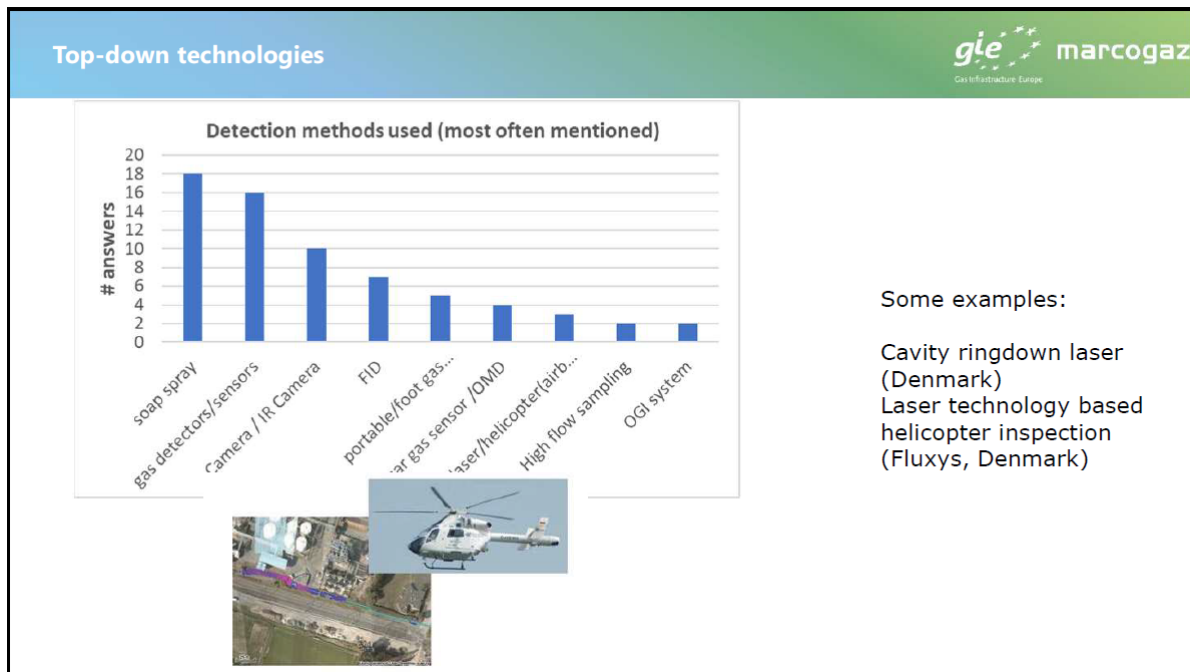 Top-down technologies
gie
Gas Infrastructure Europe
marcogaz
Detection methods used (most often mentioned)
# answers
20
18
16
14
12
10
8
6
4
2
0
soap spray
gas detectors/sensors
Camera / IR Camera
FID
portable/foot gas...
gas sensor /OMD
laser/helicopter(airb...
High flow sampling
OGI system
Some examples:
Cavity ringdown laser
(Denmark)
Laser technology based
helicopter inspection
(Fluxys, Denmark)